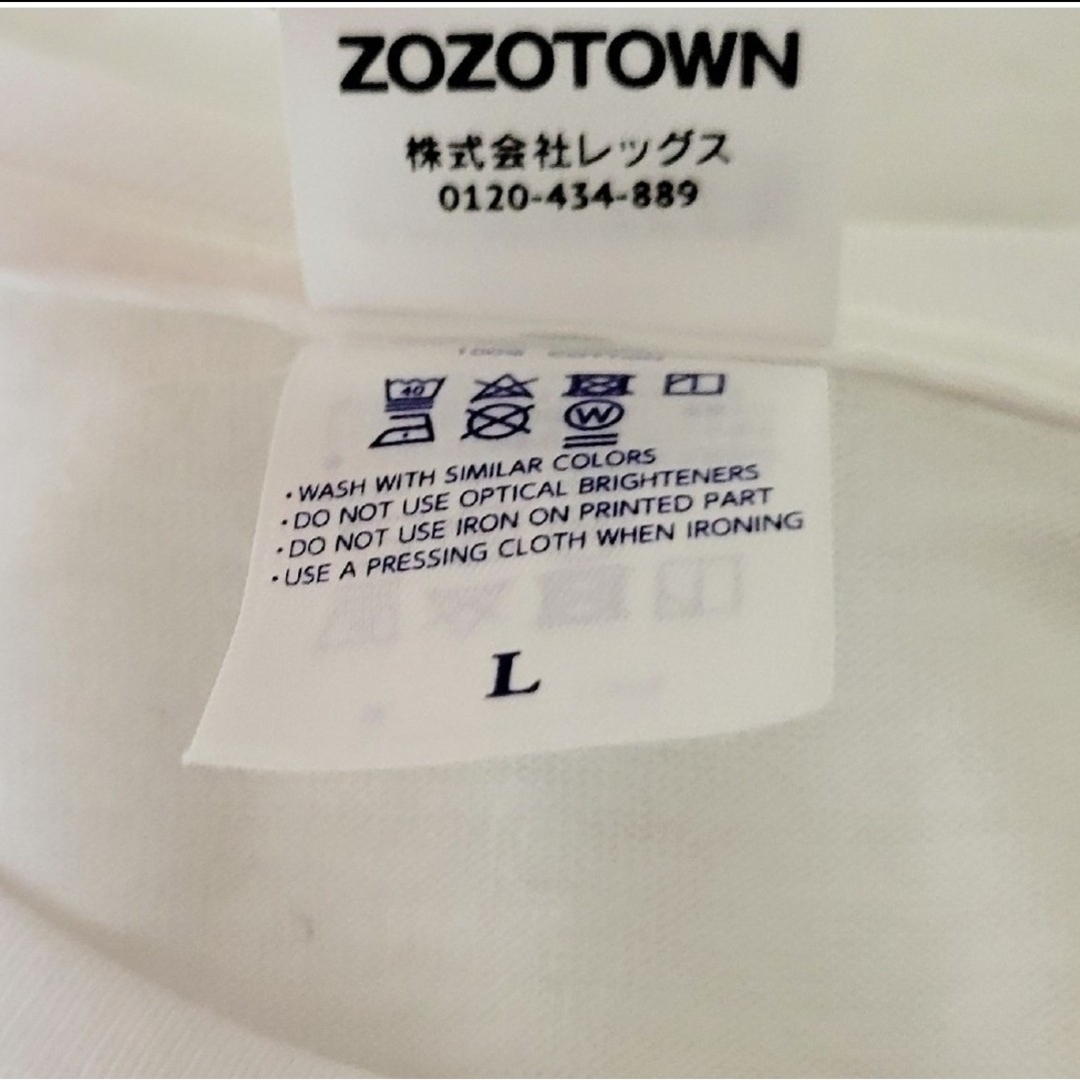 ZOZOTOWN
株式会社レッグス
0120-434-889
40
W
• WASH WITH SIMILAR COLORS
• DO NOT USE OPTICAL BRIGHTENERS
• DO NOT USE IRON ON PRINTED PART
• USE A PRESSING CLOTH WHEN IRONING
L